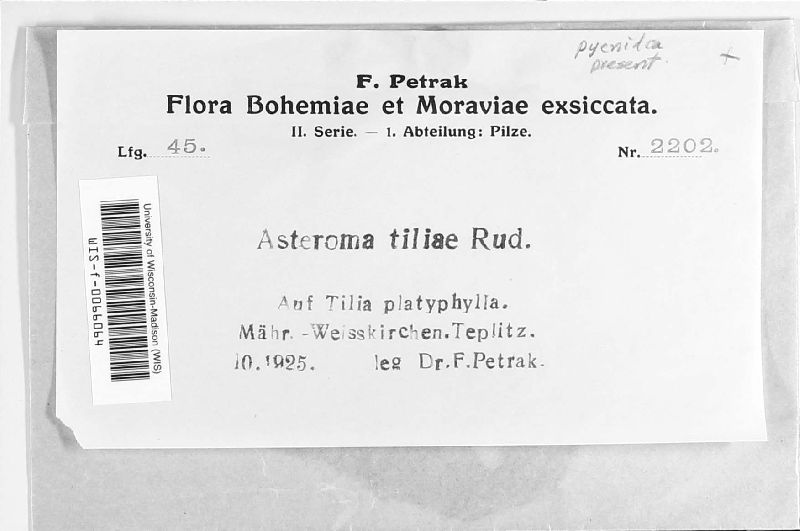 pycnidia
present.
+
F. Petrak
Flora Bohemiae et Moraviae exsiccata.
II. Serie. — 1. Abteilung: Pilze.
Lfg. 45.
Nr. 2202.
Asteroma tiliae Rud.
Auf Tilia platyphylla.
Mähr.-Weisskirchen.Teplitz.
10.1925. leg Dr.F.Petrak.
University of Wisconsin-Madison (WIS)
WIS-f-0066064